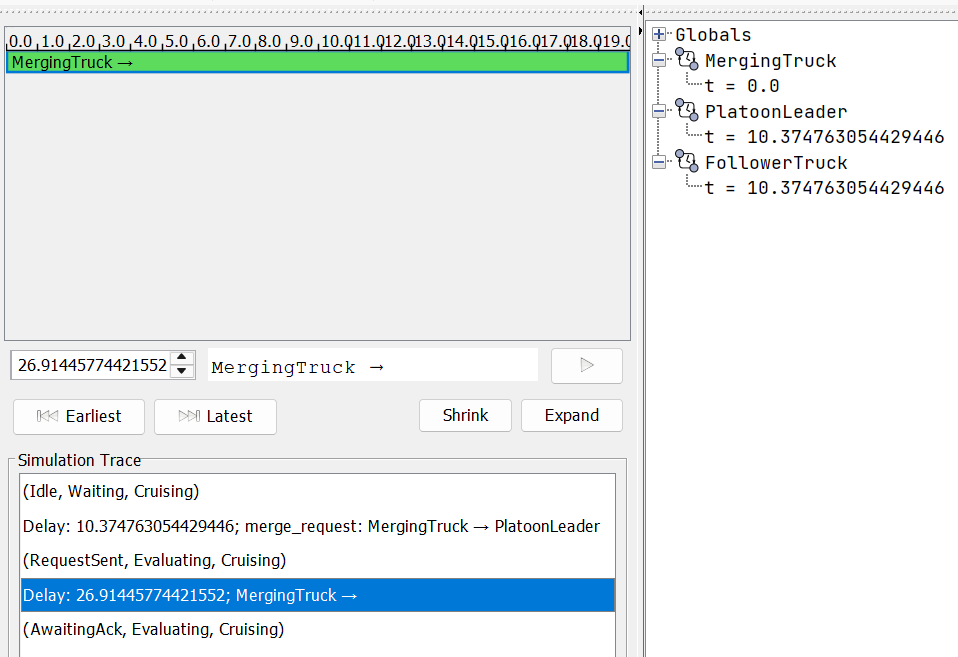 0.0 1.0 2.0 3.0 4.0 5.0 6.0 7.0 8.0 9.0 10.0 11.0 12.0 13.0 14.0 15.0 16.0 17.0 18.0 19.0
MergingTruck →
26.91445774421552
MergingTruck →
Earliest
Latest
Shrink
Expand
Simulation Trace
(Idle, Waiting, Cruising)
Delay: 10.374763054429446; merge_request: MergingTruck → PlatoonLeader
(RequestSent, Evaluating, Cruising)
Delay: 26.91445774421552; MergingTruck →
(AwaitingAck, Evaluating, Cruising)
Globals
MergingTruck
t = 0.0
PlatoonLeader
t = 10.374763054429446
FollowerTruck
t = 10.374763054429446